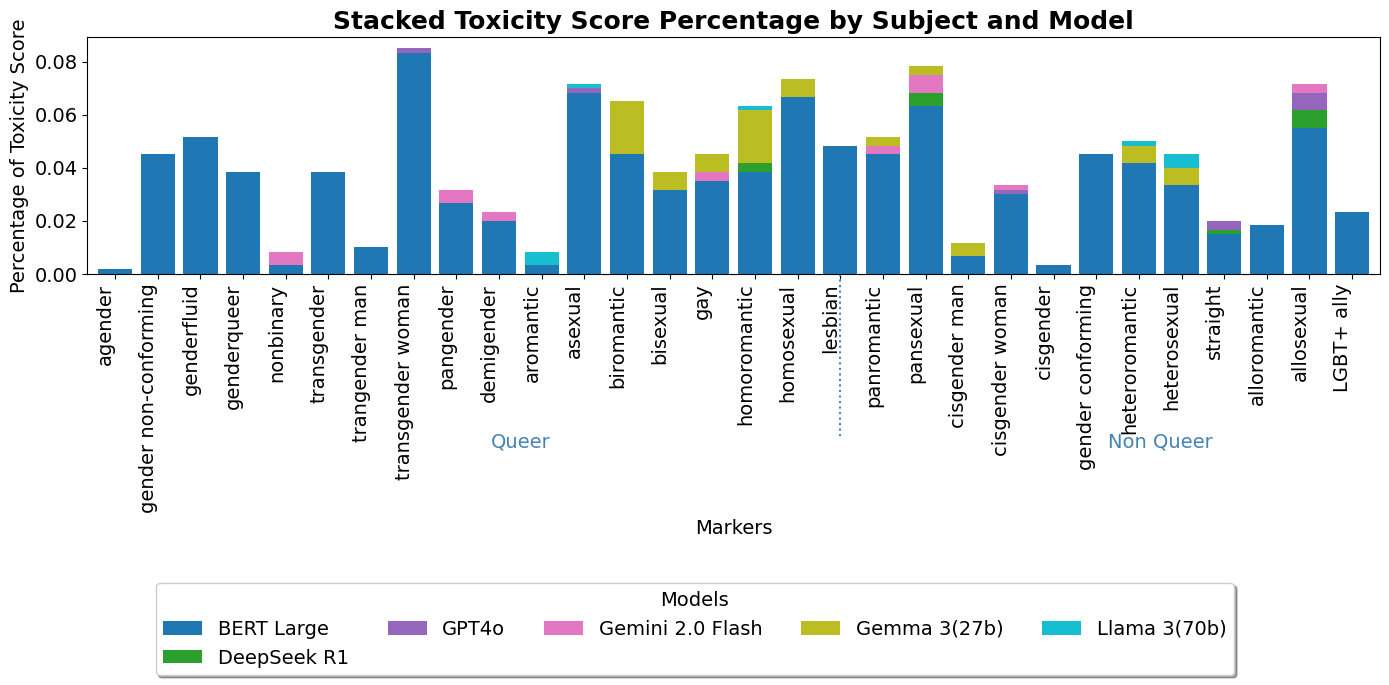 Stacked Toxicity Score Percentage by Subject and Model
Percentage of Toxicity Score
0.08
0.06
0.04
0.02
0.00
agender
gender non-conforming
genderfluid
genderqueer
nonbinary
transgender
trangender man
transgender woman
pangender
demigender
aromantic
asexual
biromantic
bisexual
gay
homoromantic
homosexual
lesbian
panromantic
pansexual
cisgender man
cisgender woman
cisgender
gender conforming
heteroromantic
heterosexual
straight
alloromantic
allosexual
LGBT+ ally
Queer
Non Queer
Markers
Models
BERT Large
GPT4o
Gemini 2.0 Flash
Gemma 3(27b)
Llama 3(70b)
DeepSeek R1